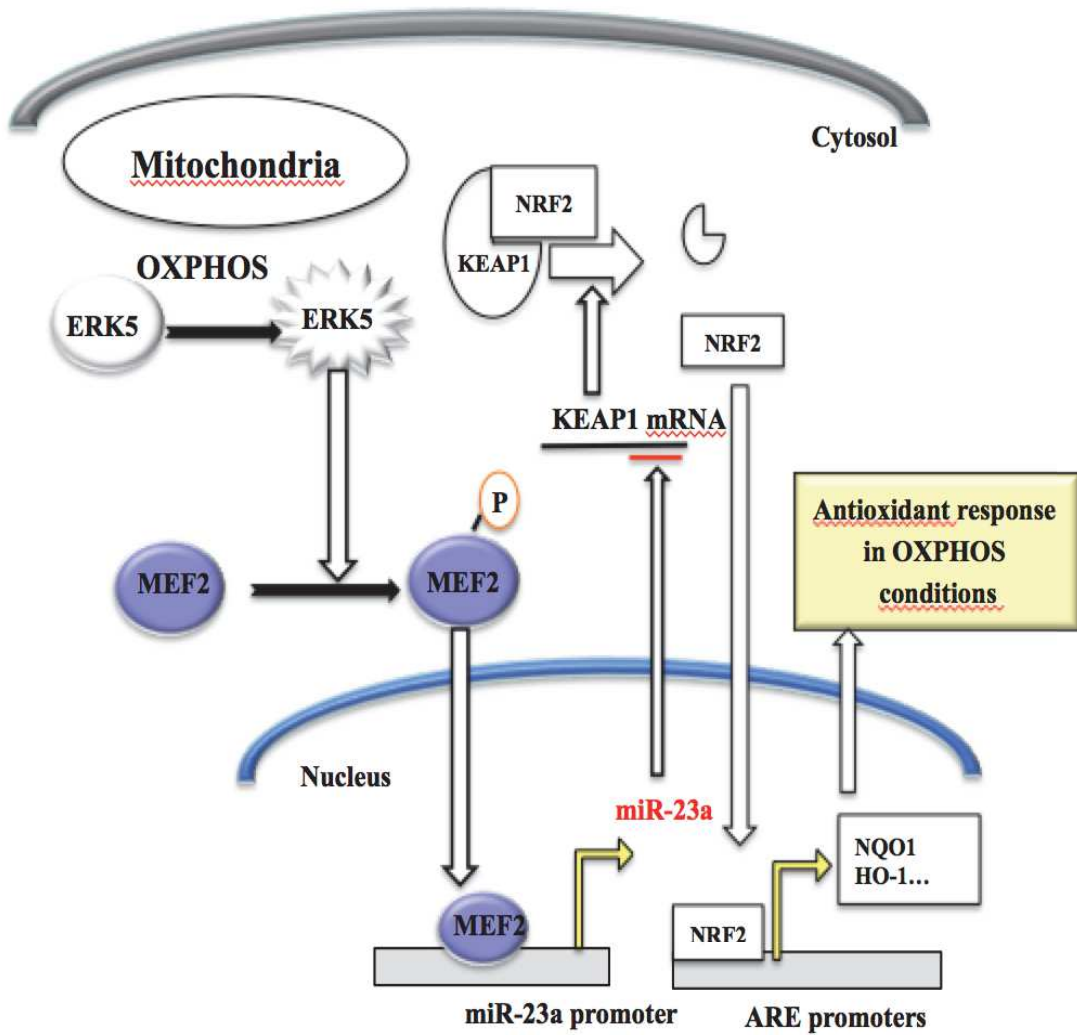 Cytosol
Mitochondria
NRF2
KEAP1
OXPHOS
ERK5
ERK5
NRF2
KEAP1 mRNA
P
MEF2
MEF2
Antioxidant response
in OXPHOS
conditions
Nucleus
miR-23a
NQO1
HO-1...
MEF2
NRF2
miR-23a promoter
ARE promoters